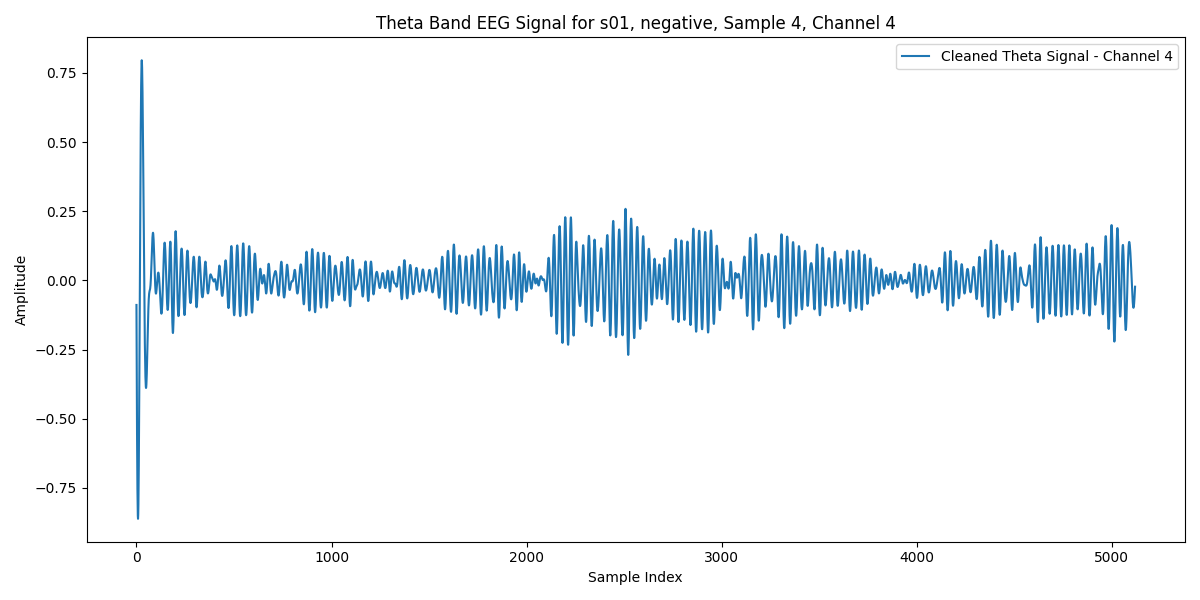 Theta Band EEG Signal for s01, negative, Sample 4, Channel 4
Cleaned Theta Signal - Channel 4
0.75
0.50
0.25
0.00
−0.25
−0.50
−0.75
Amplitude
0 1000 2000 3000 4000 5000
Sample Index